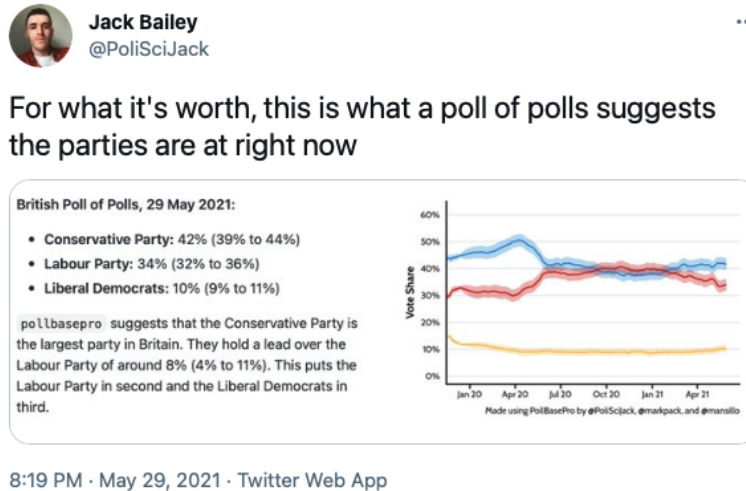 Jack Bailey
@PoliSciJack
For what it's worth, this is what a poll of polls suggests
the parties are at right now
British Poll of Polls, 29 May 2021:
• Conservative Party: 42% (39% to 44%)
• Labour Party: 34% (32% to 36%)
• Liberal Democrats: 10% (9% to 11%)
pollbasepro suggests that the Conservative Party is
the largest party in Britain. They hold a lead over the
Labour Party of around 8% (4% to 11%). This puts the
Labour Party in second and the Liberal Democrats in
third.
Vote Share
60%
50%
40%
30%
20%
10%
0%
Jan 20 Apr 20 Jul 20 Oct 20 Jan 21 Apr 21
Made using PollBasePro by @PoliSciJack, @markpack, and @mansillo
8:19 PM · May 29, 2021 · Twitter Web App